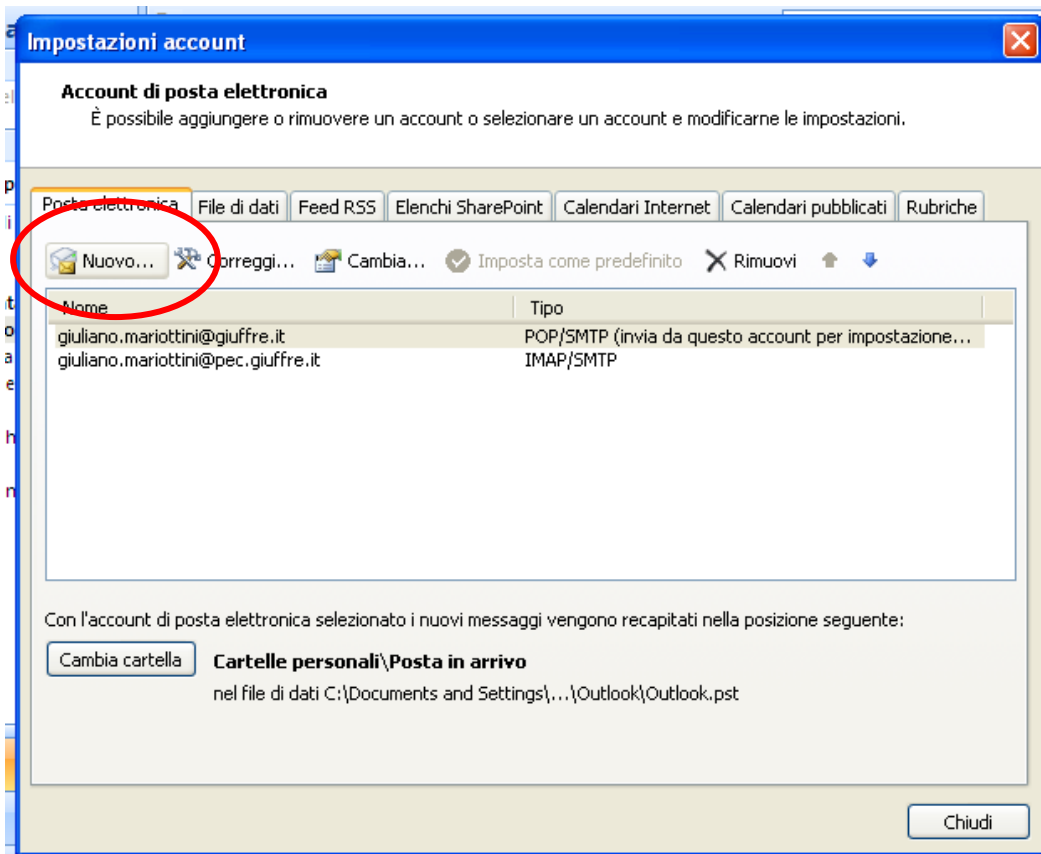 Impostazioni account
Account di posta elettronica
È possibile aggiungere o rimuovere un account o selezionare un account e modificarne le impostazioni.
Posta elettronica File di dati Feed RSS Elenchi SharePoint Calendari Internet Calendari pubblicati Rubriche
Nuovo... Correggi... Cambia... Imposta come predefinito Rimuovi
Nome Tipo
giuliano.mariottini@giuffre.it POP/SMTP (invia da questo account per impostazione...
giuliano.mariottini@pec.giuffre.it IMAP/SMTP
Con l'account di posta elettronica selezionato i nuovi messaggi vengono recapitati nella posizione seguente:
Cambia cartella Cartelle personali\Posta in arrivo
nel file di dati C:\Documents and Settings\...\Outlook\Outlook.pst
Chiudi